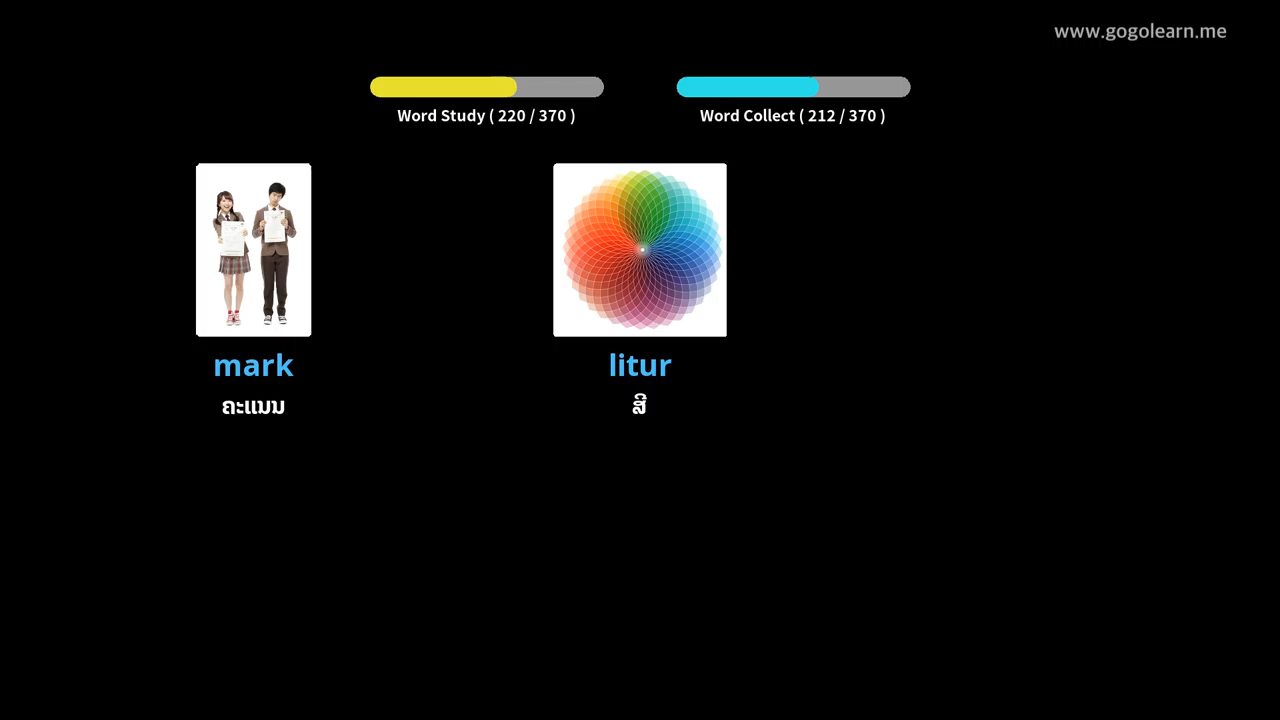 www.gogolearn.me
Word Study ( 220 / 370 )
Word Collect ( 212 / 370 )
mark
litur
ຄະແນນ
ສີ